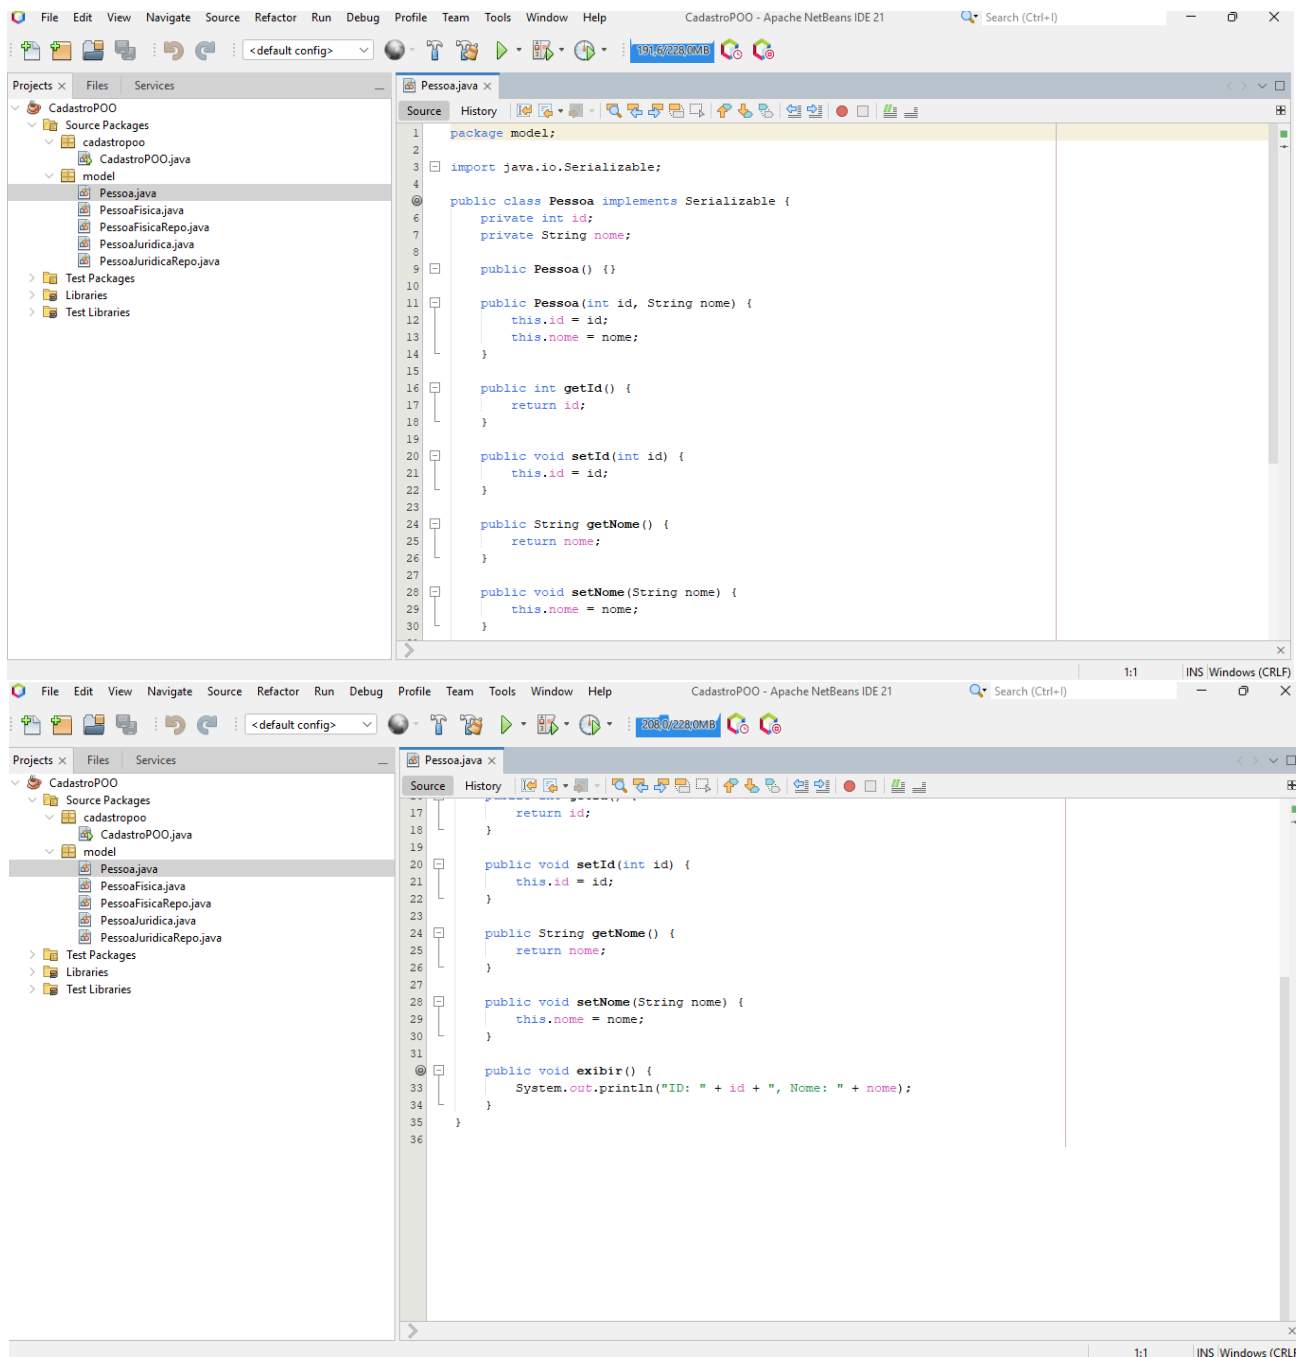 File Edit View Navigate Source Refactor Run Debug Profile Team Tools Window Help CadastroPOO - Apache NetBeans IDE 21 Search (Ctrl+I)
<default config> 191,6/228,0MB
Projects Files Services
CadastroPOO
Source Packages
cadastropoo
CadastroPOO.java
model
Pessoa.java
PessoaFisica.java
PessoaFisicaRepo.java
PessoaJuridica.java
PessoaJuridicaRepo.java
Test Packages
Libraries
Test Libraries
Pessoa.java
Source History
1 package model;
2
3 import java.io.Serializable;
4
public class Pessoa implements Serializable {
6 private int id;
7 private String nome;
8
9 public Pessoa() {}
10
11 public Pessoa(int id, String nome) {
12 this.id = id;
13 this.nome = nome;
14 }
15
16 public int getId() {
17 return id;
18 }
19
20 public void setId(int id) {
21 this.id = id;
22 }
23
24 public String getNome() {
25 return nome;
26 }
27
28 public void setNome(String nome) {
29 this.nome = nome;
30 }
1:1 INS Windows (CRLF)
File Edit View Navigate Source Refactor Run Debug Profile Team Tools Window Help CadastroPOO - Apache NetBeans IDE 21 Search (Ctrl+I)
<default config> 208,0/228,0MB
Projects Files Services
CadastroPOO
Source Packages
cadastropoo
CadastroPOO.java
model
Pessoa.java
PessoaFisica.java
PessoaFisicaRepo.java
PessoaJuridica.java
PessoaJuridicaRepo.java
Test Packages
Libraries
Test Libraries
Pessoa.java
Source History
17 return id;
18 }
19
20 public void setId(int id) {
21 this.id = id;
22 }
23
24 public String getNome() {
25 return nome;
26 }
27
28 public void setNome(String nome) {
29 this.nome = nome;
30 }
31
public void exibir() {
33 System.out.println("ID: " + id + ", Nome: " + nome);
34 }
35 }
36
1:1 INS Windows (CRLF